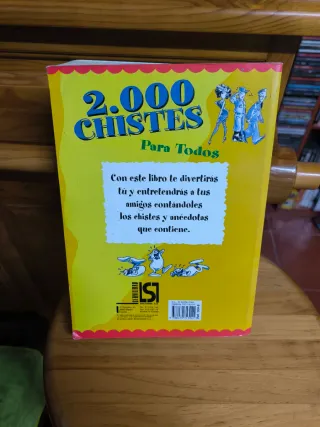 2.000
CHISTES
Para Todos
Con este libro te divertirás
tú y entretendrás a tus
amigos contándoles
los chistes y anécdotas
que contiene.